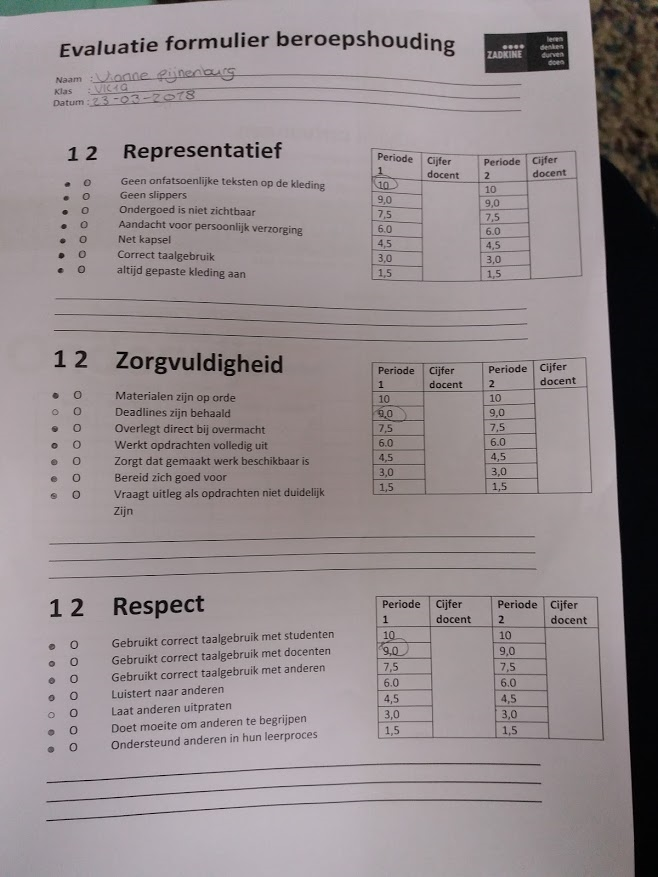 Evaluatie formulier beroepshouding
ZADKINE
leren
denken
durven
doen
Naam : Vianne Rijnenburg
Klas : VK1Q
Datum : 23-03-2018
1 2 Representatief
Periode 1 Cijfer docent Periode 2 Cijfer docent
O Geen onfatsoenlijke teksten op de kleding
O Geen slippers
O Ondergoed is niet zichtbaar
O Aandacht voor persoonlijk verzorging
O Net kapsel
O Correct taalgebruik
O altijd gepaste kleding aan
10 10
9,0 9,0
7,5 7,5
6.0 6.0
4,5 4,5
3,0 3,0
1,5 1,5
1 2 Zorgvuldigheid
Periode 1 Cijfer docent Periode 2 Cijfer docent
O Materialen zijn op orde
O O Deadlines zijn behaald
O Overlegt direct bij overmacht
O Werkt opdrachten volledig uit
O Zorgt dat gemaakt werk beschikbaar is
O Bereid zich goed voor
O Vraagt uitleg als opdrachten niet duidelijk
Zijn
10 10
9,0 9,0
7,5 7,5
6.0 6.0
4,5 4,5
3,0 3,0
1,5 1,5
1 2 Respect
Periode 1 Cijfer docent Periode 2 Cijfer docent
O Gebruikt correct taalgebruik met studenten
O Gebruikt correct taalgebruik met docenten
O Gebruikt correct taalgebruik met anderen
O Luistert naar anderen
O O Laat anderen uitpraten
O Doet moeite om anderen te begrijpen
O Ondersteund anderen in hun leerproces
10 10
9,0 9,0
7,5 7,5
6.0 6.0
4,5 4,5
3,0 3,0
1,5 1,5